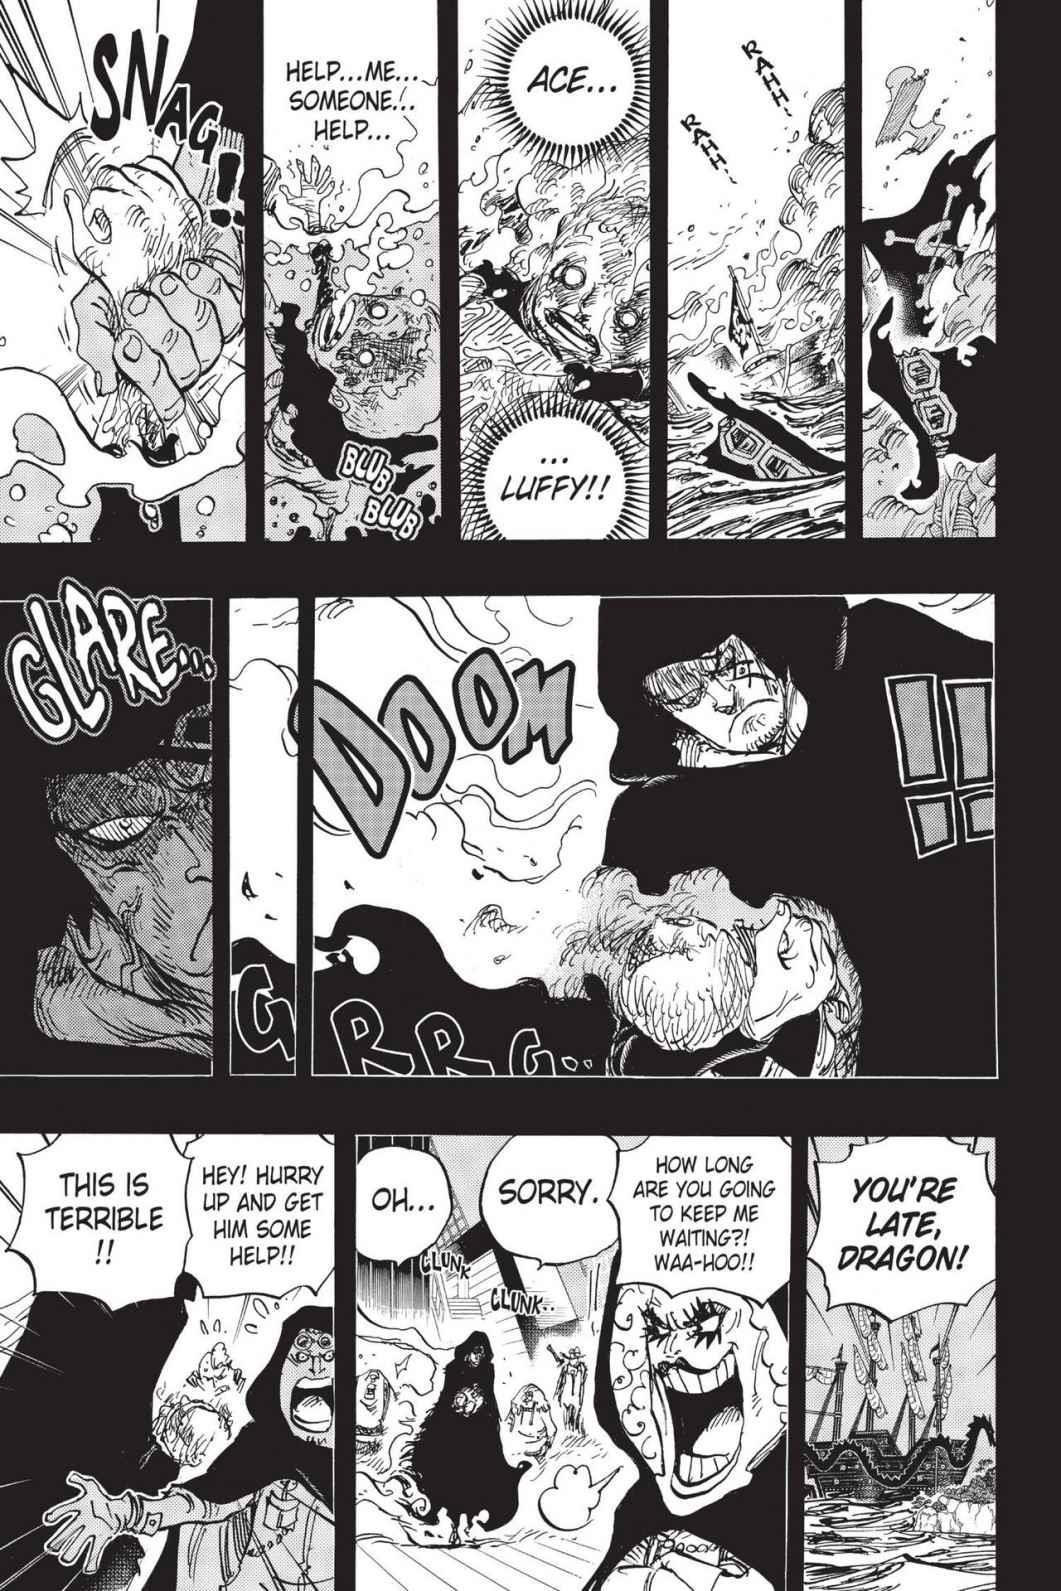 RAHH!
RAHH...
ACE...
...
LUFFY!!
HELP...ME...
SOMEONE...
HELP...
BLUB
BLUB
SNAG!!
!!
DOOM
GRRRG...
GLARE...
YOU'RE
LATE,
DRAGON!
HOW LONG
ARE YOU GOING
TO KEEP ME
WAITING?!
WAA-HOO!!
SORRY.
OH...
CLUNK
CLUNK..
HEY! HURRY
UP AND GET
HIM SOME
HELP!!
THIS IS
TERRIBLE
!!